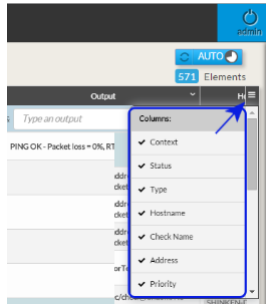 admin
AUTO
571 Elements
Output
Type an output
Columns:
PING OK - Packet loss = 0%, RT
Context
Status
Type
Hostname
Check Name
Address
Priority